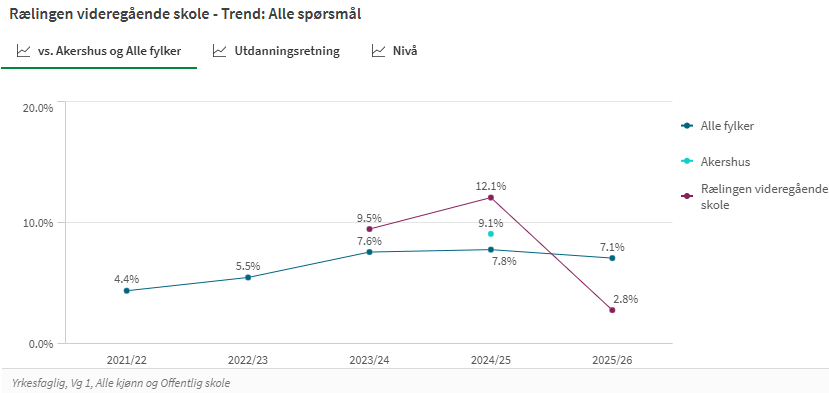 Rælingen videregående skole - Trend: Alle spørsmål
vs. Akershus og Alle fylker
Utdanningsretning
Nivå
20.0%
10.0%
0.0%
4.4%
5.5%
9.5%
7.6%
12.1%
9.1%
7.8%
7.1%
2.8%
2021/22
2022/23
2023/24
2024/25
2025/26
Alle fylker
Akershus
Rælingen videregående
skole
Yrkesfaglig, Vg 1, Alle kjønn og Offentlig skole